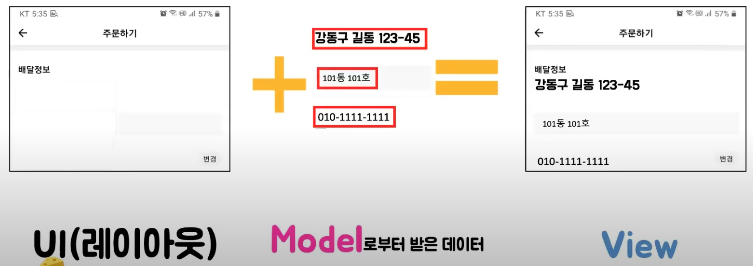 KT 5:35
57%
주문하기
배달정보
변경
강동구 길동 123-45
101동 101호
010-1111-1111
KT 5:35
57%
주문하기
배달정보
강동구 길동 123-45
101동 101호
010-1111-1111
변경
UI(레이아웃)
Model로부터 받은 데이터
View